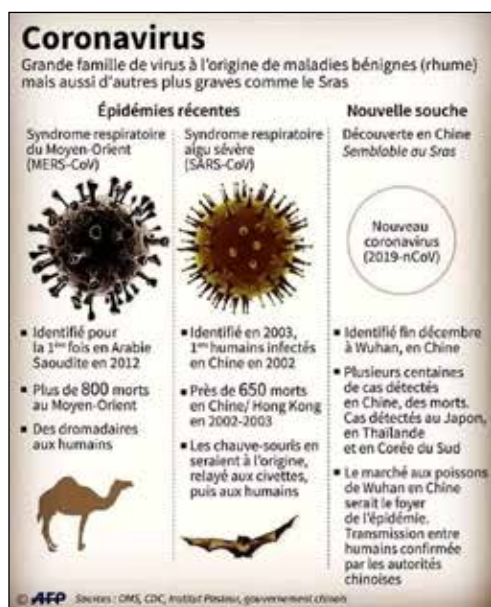 Coronavirus
Grande famille de virus à l'origine de maladies bénignes (rhume)
mais aussi d'autres plus graves comme le Sras
Épidémies récentes
Syndrome respiratoire
du Moyen-Orient
(MERS-CoV)
■ Identifié pour
la 1ère fois en Arabie
Saoudite en 2012
■ Plus de 800 morts
au Moyen-Orient
■ Des dromadaires
aux humains
Syndrome respiratoire
aigu sévère
(SARS-CoV)
■ Identifié en 2003,
1ers humains infectés
en Chine en 2002
■ Près de 650 morts
en Chine/ Hong Kong
en 2002-2003
■ Les chauve-souris en
seraient à l'origine,
relayé aux civettes,
puis aux humains
Nouvelle souche
Découverte en Chine
Semblable au Sras
Nouveau
coronavirus
(2019-nCoV)
■ Identifié fin décembre
à Wuhan, en Chine
■ Plusieurs centaines
de cas détectés
en Chine, des morts.
Cas détectés au Japon,
en Thaïlande
et en Corée du Sud
■ Le marché aux poissons
de Wuhan en Chine
serait le foyer
de l'épidémie.
Transmission entre
humains confirmée
par les autorités
chinoises
© AFP Sources : OMS, CDC, Institut Pasteur, gouvernement chinois